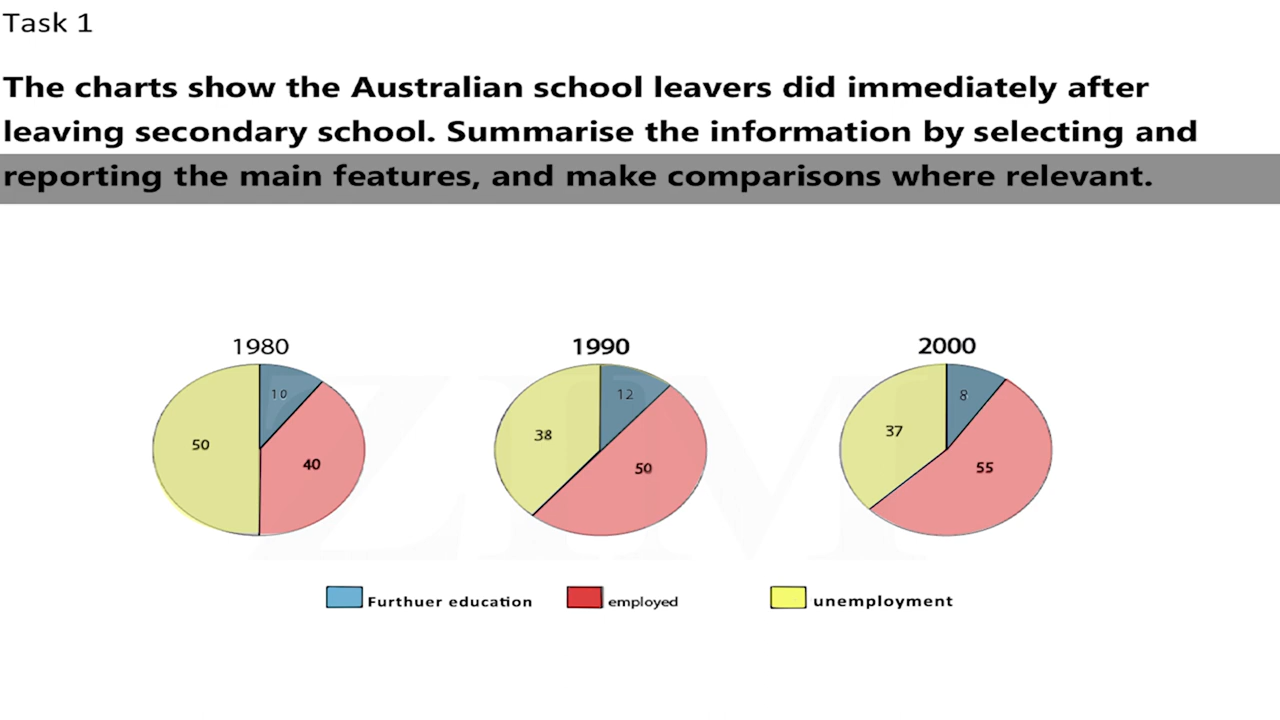 Task 1
The charts show the Australian school leavers did immediately after
leaving secondary school. Summarise the information by selecting and
reporting the main features, and make comparisons where relevant.
1980 1990 2000
10 12 8
50 40 38 50 37 55
Furthuer education employed unemployment
ZIM